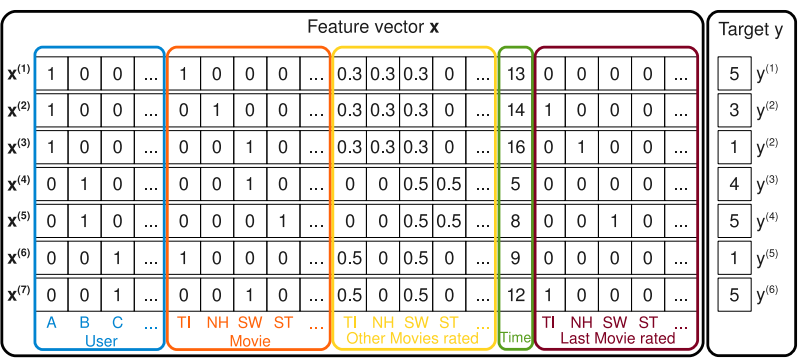 Feature vector x Target y
x(1) 1 0 0 ... 1 0 0 0 ... 0.3 0.3 0.3 0 ... 13 0 0 0 0 ... 5 y(1)
x(2) 1 0 0 ... 0 1 0 0 ... 0.3 0.3 0.3 0 ... 14 1 0 0 0 ... 3 y(2)
x(3) 1 0 0 ... 0 0 1 0 ... 0.3 0.3 0.3 0 ... 16 0 1 0 0 ... 1 y(2)
x(4) 0 1 0 ... 0 0 1 0 ... 0 0 0.5 0.5 ... 5 0 0 0 0 ... 4 y(3)
x(5) 0 1 0 ... 0 0 0 1 ... 0 0 0.5 0.5 ... 8 0 0 1 0 ... 5 y(4)
x(6) 0 0 1 ... 1 0 0 0 ... 0.5 0 0.5 0 ... 9 0 0 0 0 ... 1 y(5)
x(7) 0 0 1 ... 0 0 1 0 ... 0.5 0 0.5 0 ... 12 1 0 0 0 ... 5 y(6)
A B C ... TI NH SW ST ... TI NH SW ST ... TI NH SW ST ...
User Movie Other Movies rated Time Last Movie rated